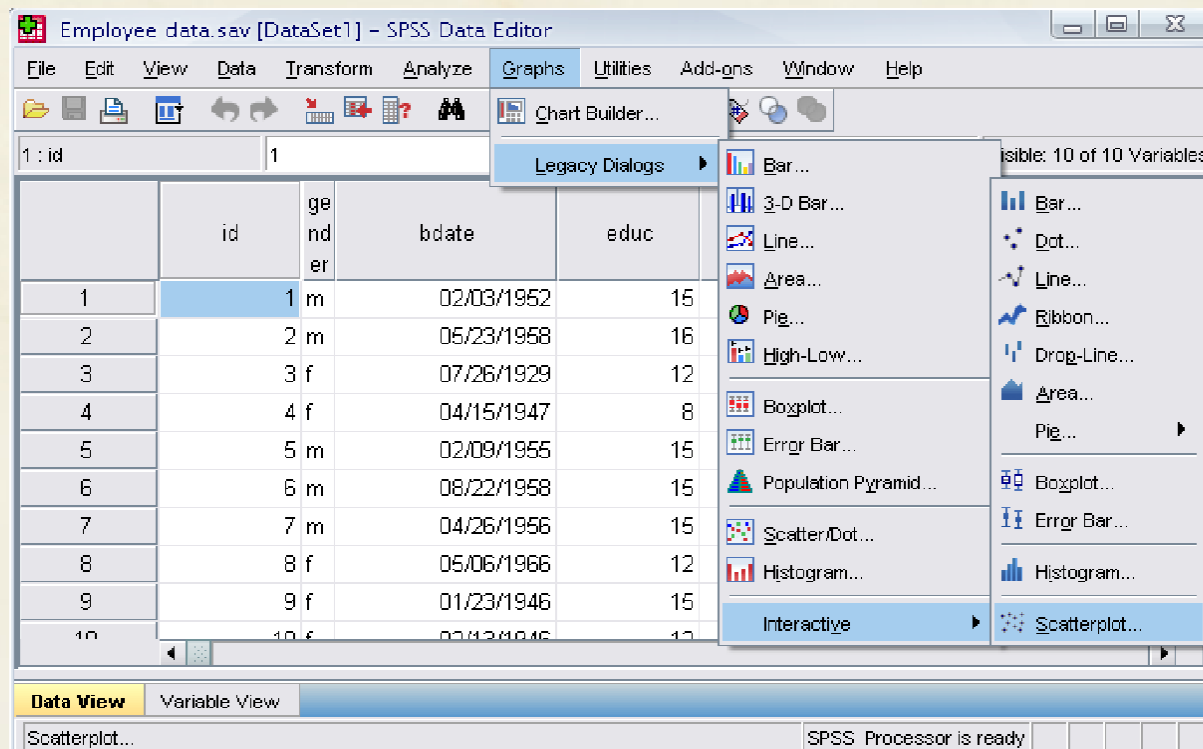 Employee data.sav [DataSet1] - SPSS Data Editor
File Edit View Data Transform Analyze Graphs Utilities Add-ons Window Help
Chart Builder...
Legacy Dialogs
1 : id 1
isible: 10 of 10 Variables
id gender bdate educ
1 1 m 02/03/1952 15
2 2 m 05/23/1958 16
3 3 f 07/26/1929 12
4 4 f 04/15/1947 8
5 5 m 02/09/1955 15
6 6 m 08/22/1958 15
7 7 m 04/26/1956 15
8 8 f 05/06/1966 12
9 9 f 01/23/1946 15
10 10 f
Bar...
3-D Bar...
Line...
Area...
Pie...
High-Low...
Boxplot...
Error Bar...
Population Pyramid...
Scatter/Dot...
Histogram...
Interactive
Bar...
Dot...
Line...
Ribbon...
Drop-Line...
Area...
Pie...
Boxplot...
Error Bar...
Histogram...
Scatterplot...
Data View Variable View
Scatterplot... SPSS Processor is ready